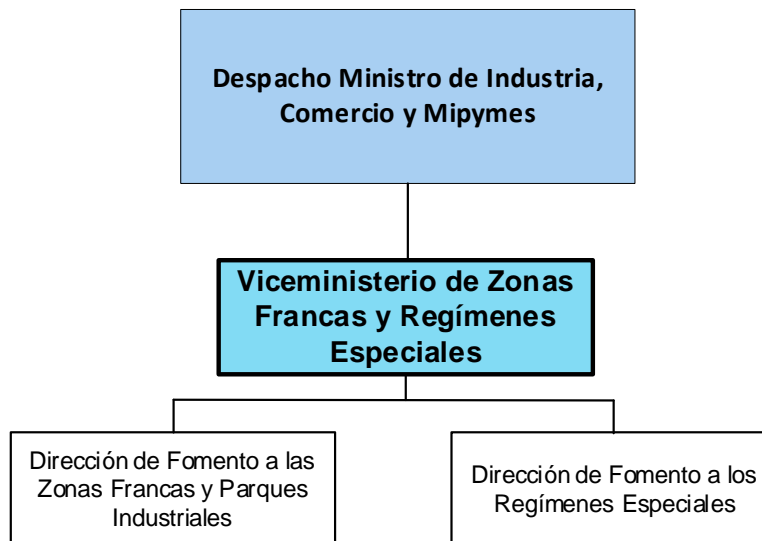 Despacho Ministro de Industria,
Comercio y Mipymes
Viceministerio de Zonas
Francas y Regímenes
Especiales
Dirección de Fomento a las
Zonas Francas y Parques
Industriales
Dirección de Fomento a los
Regímenes Especiales